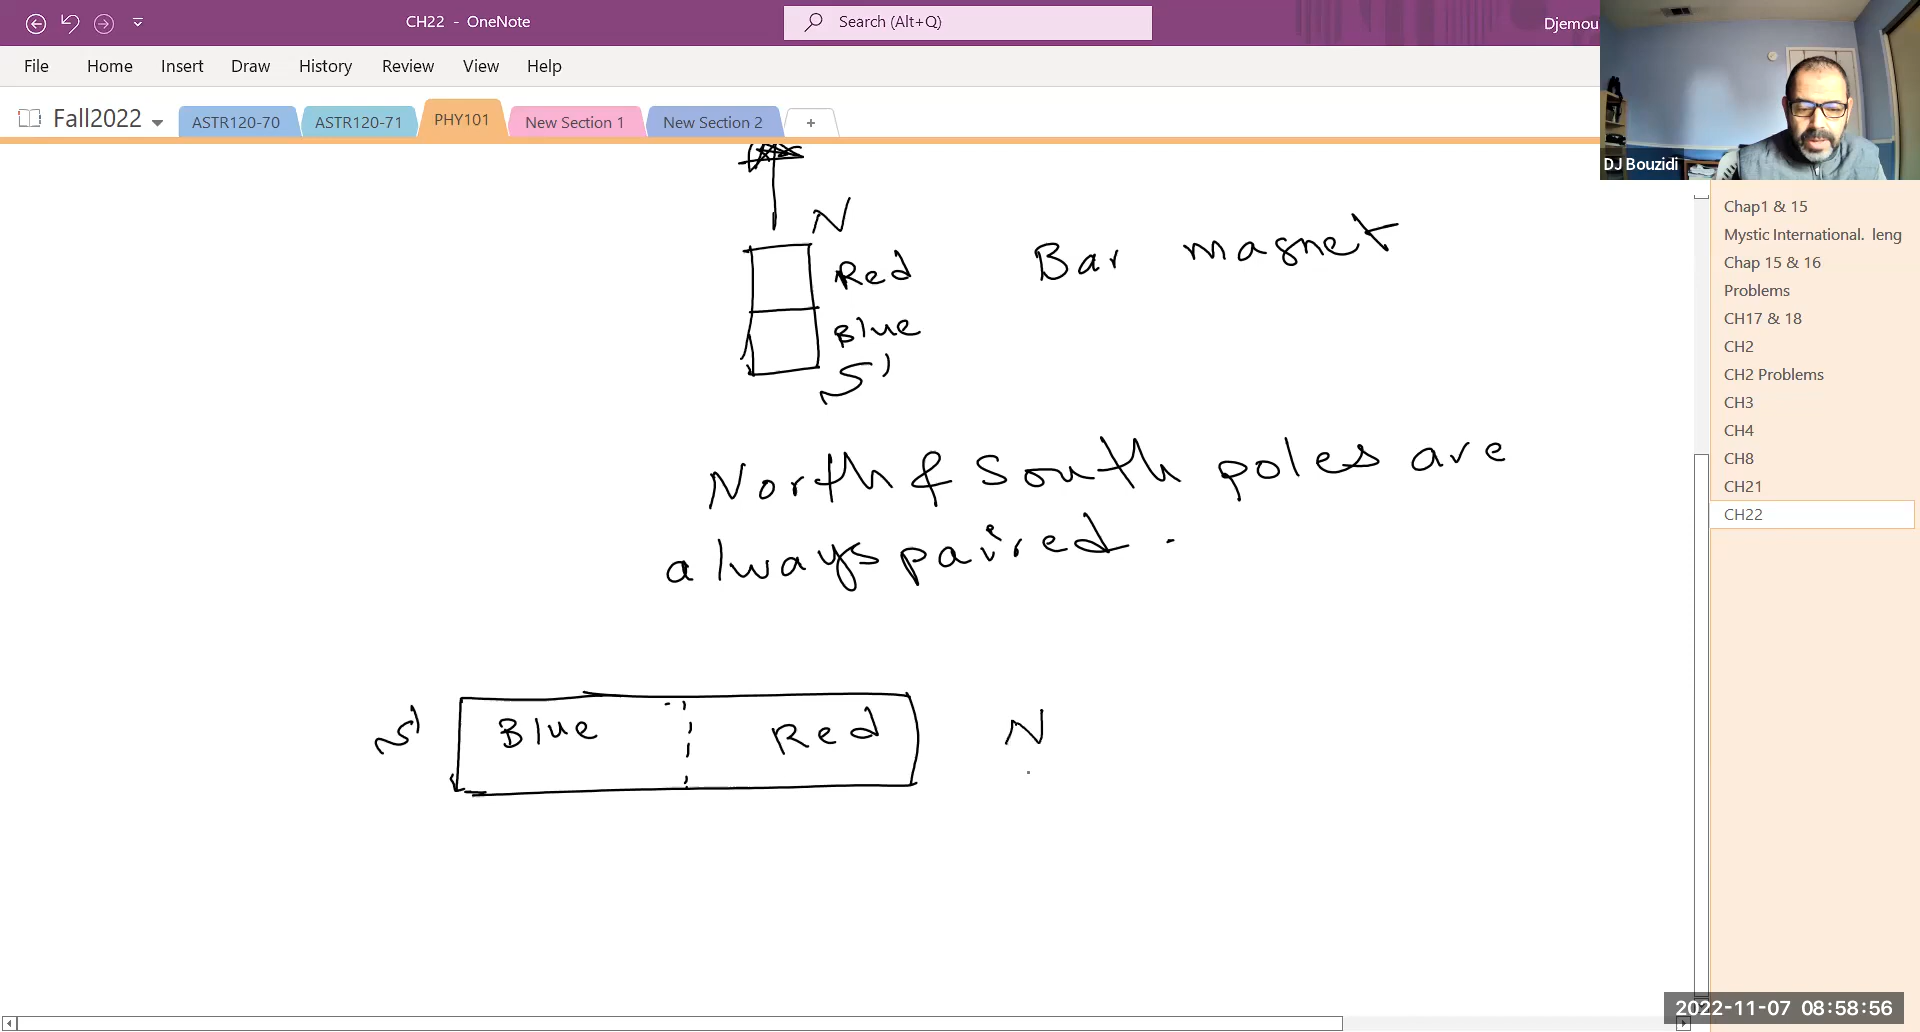 CH22 - OneNote
Search (Alt+Q)
Djemou
File Home Insert Draw History Review View Help
Fall2022
ASTR120-70
ASTR120-71
PHY101
New Section 1
New Section 2
+
DJ Bouzidi
N
Red
Blue
S
Bar magnet
North & South poles are
always paired.
S Blue Red N
Chap1 & 15
Mystic International. leng
Chap 15 & 16
Problems
CH17 & 18
CH2
CH2 Problems
CH3
CH4
CH8
CH21
CH22
2022-11-07 08:58:56